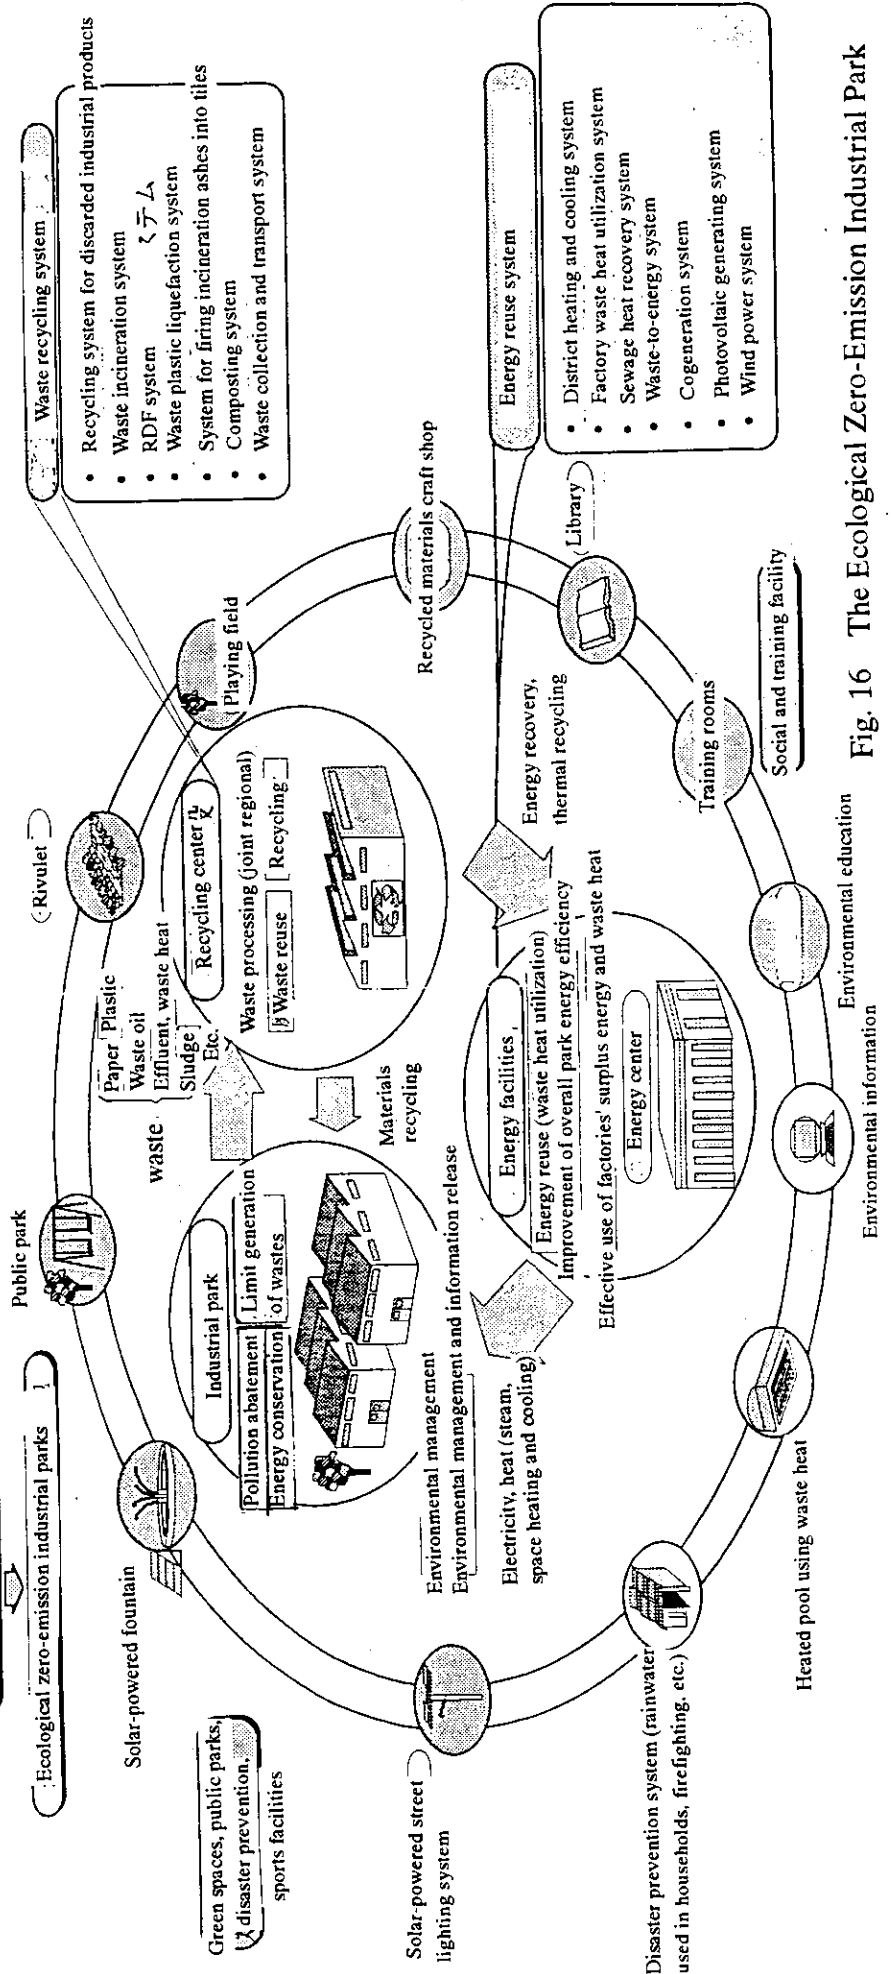 Ecological zero-emission industrial parks
Public park
Rivulet
Solar-powered fountain
Green spaces, public parks,
disaster prevention,
sports facilities
Solar-powered street
lighting system
Disaster prevention system (rainwater
used in households, firefighting, etc.)
Heated pool using waste heat
Environmental information
Environmental education
Social and training facility
Training rooms
Library
Recycled materials craft shop
Playing field
waste
Paper Plastic
Waste oil
Effluent, waste heat
Sludge
Etc.
Industrial park
Pollution abatement
Energy conservation
Limit generation
of wastes
Environmental management
Environmental management and information release
Materials
recycling
Recycling center
Waste processing (joint regional)
Waste reuse
Recycling
Energy recovery,
thermal recycling
Energy facilities
Energy reuse (waste heat utilization)
Improvement of overall park energy efficiency
Effective use of factories' surplus energy and waste heat
Energy center
Electricity, heat (steam,
space heating and cooling)
Waste recycling system
• Recycling system for discarded industrial products
• Waste incineration system
• RDF system ステム
• Waste plastic liquefaction system
• System for firing incineration ashes into tiles
• Composting system
• Waste collection and transport system
Energy reuse system
• District heating and cooling system
• Factory waste heat utilization system
• Sewage heat recovery system
• Waste-to-energy system
• Cogeneration system
• Photovoltaic generating system
• Wind power system
Fig. 16 The Ecological Zero-Emission Industrial Park